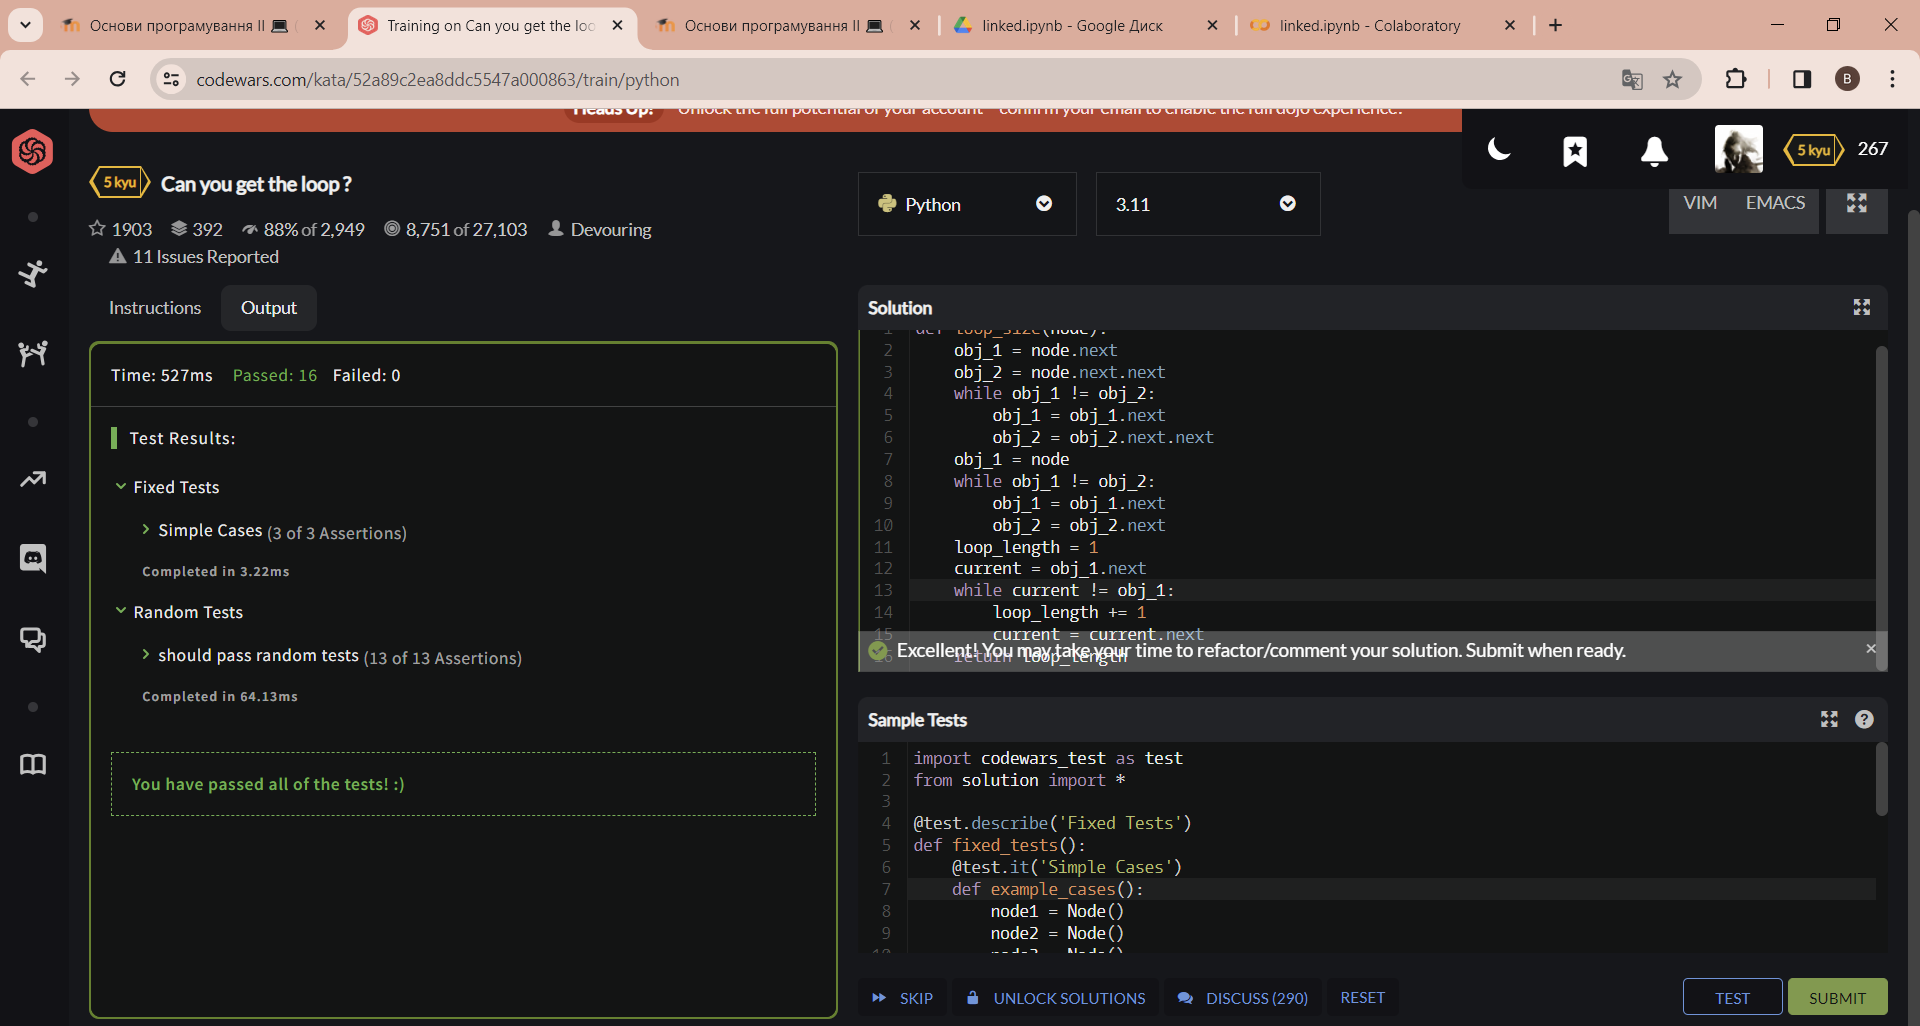 Основи програмування II 💻
Training on Can you get the loo
Основи програмування II 💻
linked.ipynb - Google Диск
linked.ipynb - Colaboratory
codewars.com/kata/52a89c2ea8ddc5547a000863/train/python
B
Heads Up! Unlock the full potential of your account - confirm your email to enable the full dojo experience.
5 kyu
267
5 kyu
Can you get the loop ?
1903
392
88% of 2,949
8,751 of 27,103
Devouring
11 Issues Reported
Python
3.11
VIM
EMACS
Instructions
Output
Time: 527ms Passed: 16 Failed: 0
Test Results:
Fixed Tests
Simple Cases (3 of 3 Assertions)
Completed in 3.22ms
Random Tests
should pass random tests (13 of 13 Assertions)
Completed in 64.13ms
You have passed all of the tests! :)
Solution
1 def loop_size(node):
2 obj_1 = node.next
3 obj_2 = node.next.next
4 while obj_1 != obj_2:
5 obj_1 = obj_1.next
6 obj_2 = obj_2.next.next
7 obj_1 = node
8 while obj_1 != obj_2:
9 obj_1 = obj_1.next
10 obj_2 = obj_2.next
11 loop_length = 1
12 current = obj_1.next
13 while current != obj_1:
14 loop_length += 1
15 current = current.next
16 return loop_length
Excellent! You may take your time to refactor/comment your solution. Submit when ready.
Sample Tests
1 import codewars_test as test
2 from solution import *
3
4 @test.describe('Fixed Tests')
5 def fixed_tests():
6 @test.it('Simple Cases')
7 def example_cases():
8 node1 = Node()
9 node2 = Node()
10 node3 = Node()
SKIP
UNLOCK SOLUTIONS
DISCUSS (290)
RESET
TEST
SUBMIT